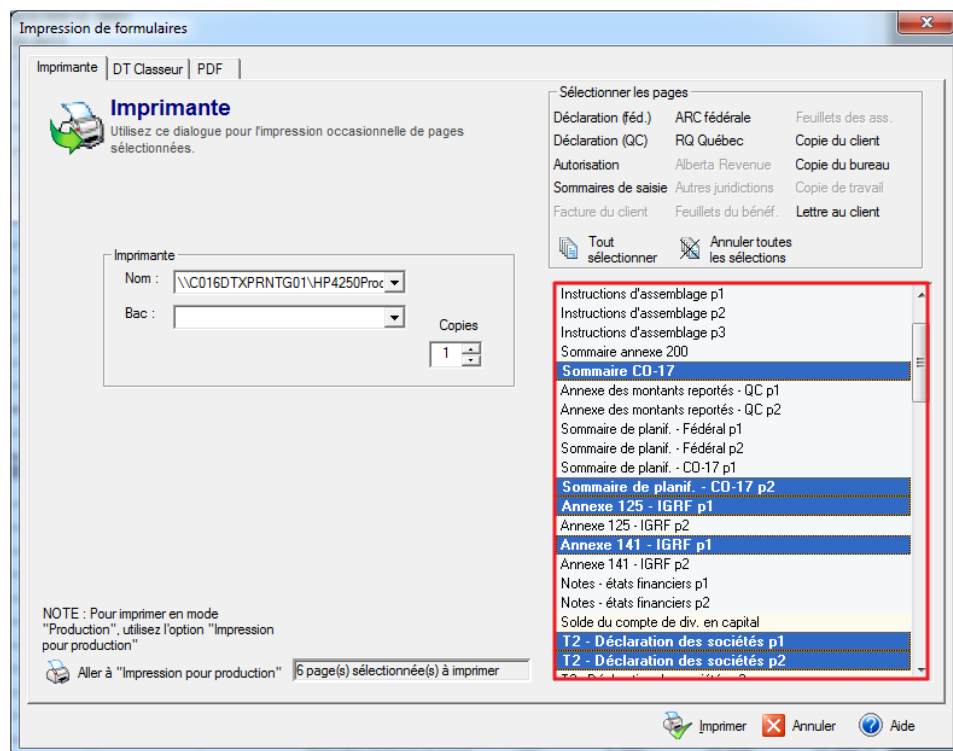 Impression de formulaires
Imprimante
DT Classeur
PDF
Imprimante
Utilisez ce dialogue pour l'impression occasionnelle de pages
sélectionnées.
Sélectionner les pages
Déclaration (féd.) ARC fédérale Feuillets des ass.
Déclaration (QC) RQ Québec Copie du client
Autorisation Alberta Revenue Copie du bureau
Sommaires de saisie Autres juridictions Copie de travail
Facture du client Feuillets du bénéf. Lettre au client
Tout
sélectionner
Annuler toutes
les sélections
Imprimante
Nom : \\C016DTXPRNTG01\HP4250Proc
Bac :
Copies
1
Instructions d'assemblage p1
Instructions d'assemblage p2
Instructions d'assemblage p3
Sommaire annexe 200
Sommaire CO-17
Annexe des montants reportés - QC p1
Annexe des montants reportés - QC p2
Sommaire de planif. - Fédéral p1
Sommaire de planif. - Fédéral p2
Sommaire de planif. - CO-17 p1
Sommaire de planif. - CO-17 p2
Annexe 125 - IGRF p1
Annexe 125 - IGRF p2
Annexe 141 - IGRF p1
Annexe 141 - IGRF p2
Notes - états financiers p1
Notes - états financiers p2
Solde du compte de div. en capital
T2 - Déclaration des sociétés p1
T2 - Déclaration des sociétés p2
NOTE : Pour imprimer en mode
"Production", utilisez l'option "Impression
pour production"
Aller à "Impression pour production"
6 page(s) sélectionnée(s) à imprimer
Imprimer
Annuler
Aide